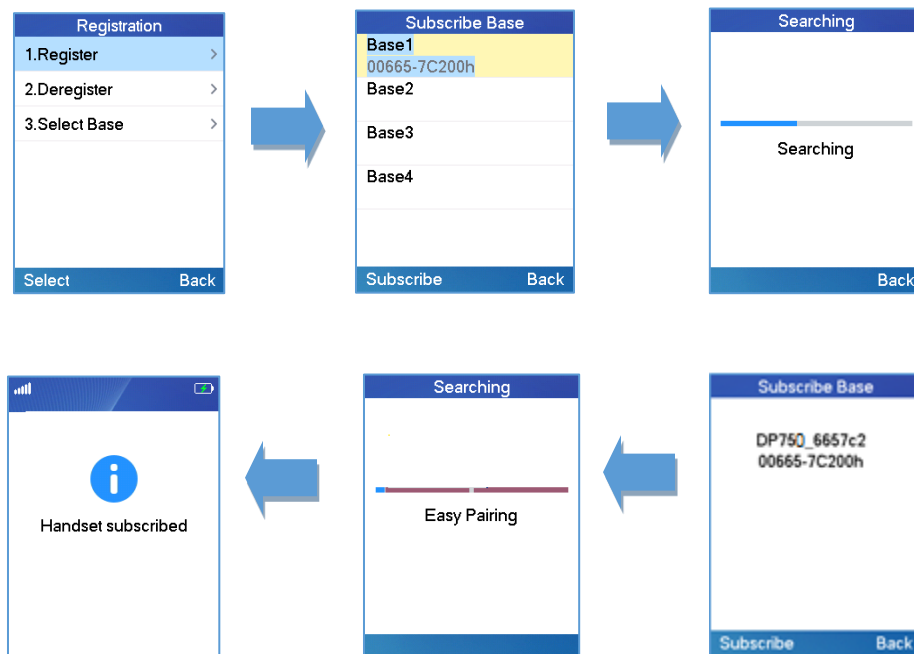 Registration
1.Register
2.Deregister
3.Select Base
Select Back
Subscribe Base
Base1
00665-7C200h
Base2
Base3
Base4
Subscribe Back
Searching
Searching
Back
Subscribe Base
DP750_6657c2
00665-7C200h
Subscribe Back
Searching
Easy Pairing
Handset subscribed